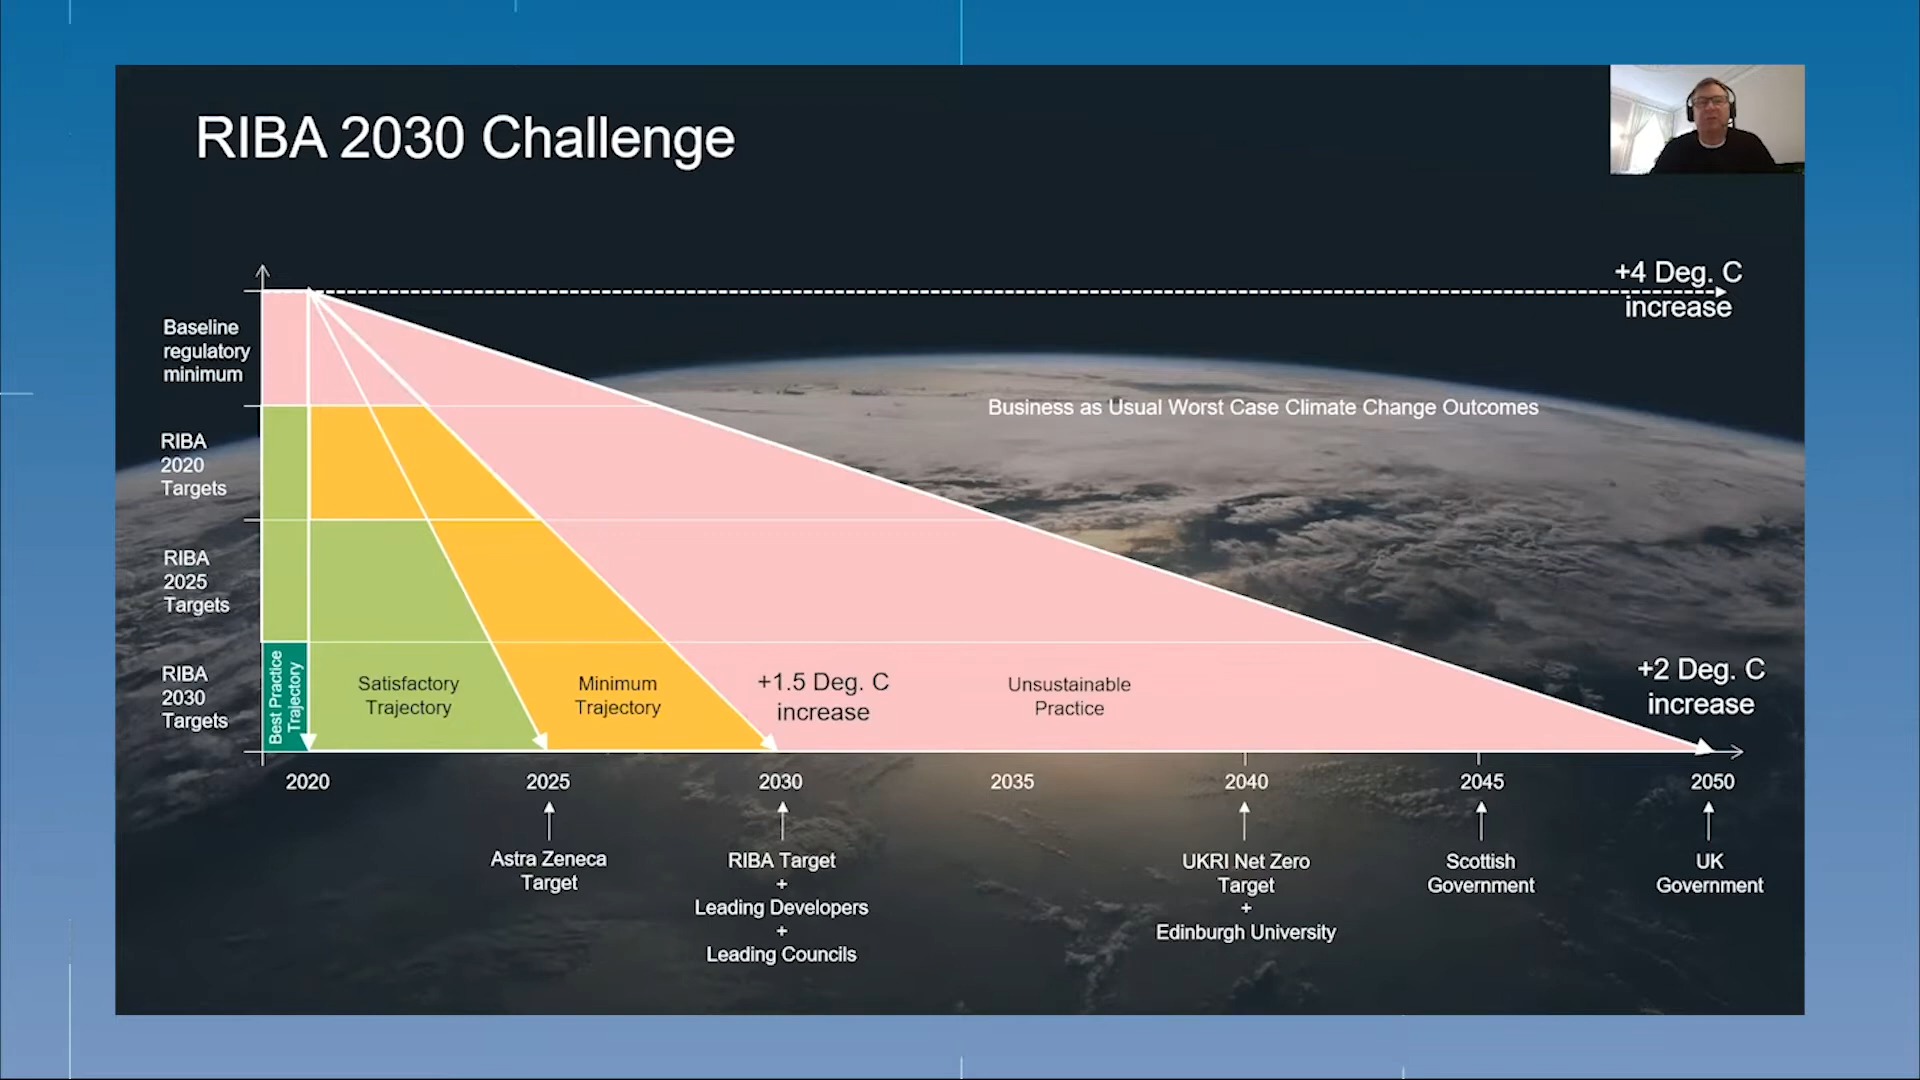 RIBA 2030 Challenge
+4 Deg. C
increase
Baseline
regulatory
minimum
Business as Usual Worst Case Climate Change Outcomes
RIBA
2020
Targets
RIBA
2025
Targets
RIBA
2030
Targets
Best Practice
Trajectory
Satisfactory
Trajectory
Minimum
Trajectory
+1.5 Deg. C
increase
Unsustainable
Practice
+2 Deg. C
increase
2020
2025
2030
2035
2040
2045
2050
Astra Zeneca
Target
RIBA Target
+
Leading Developers
+
Leading Councils
UKRI Net Zero
Target
+
Edinburgh University
Scottish
Government
UK
Government